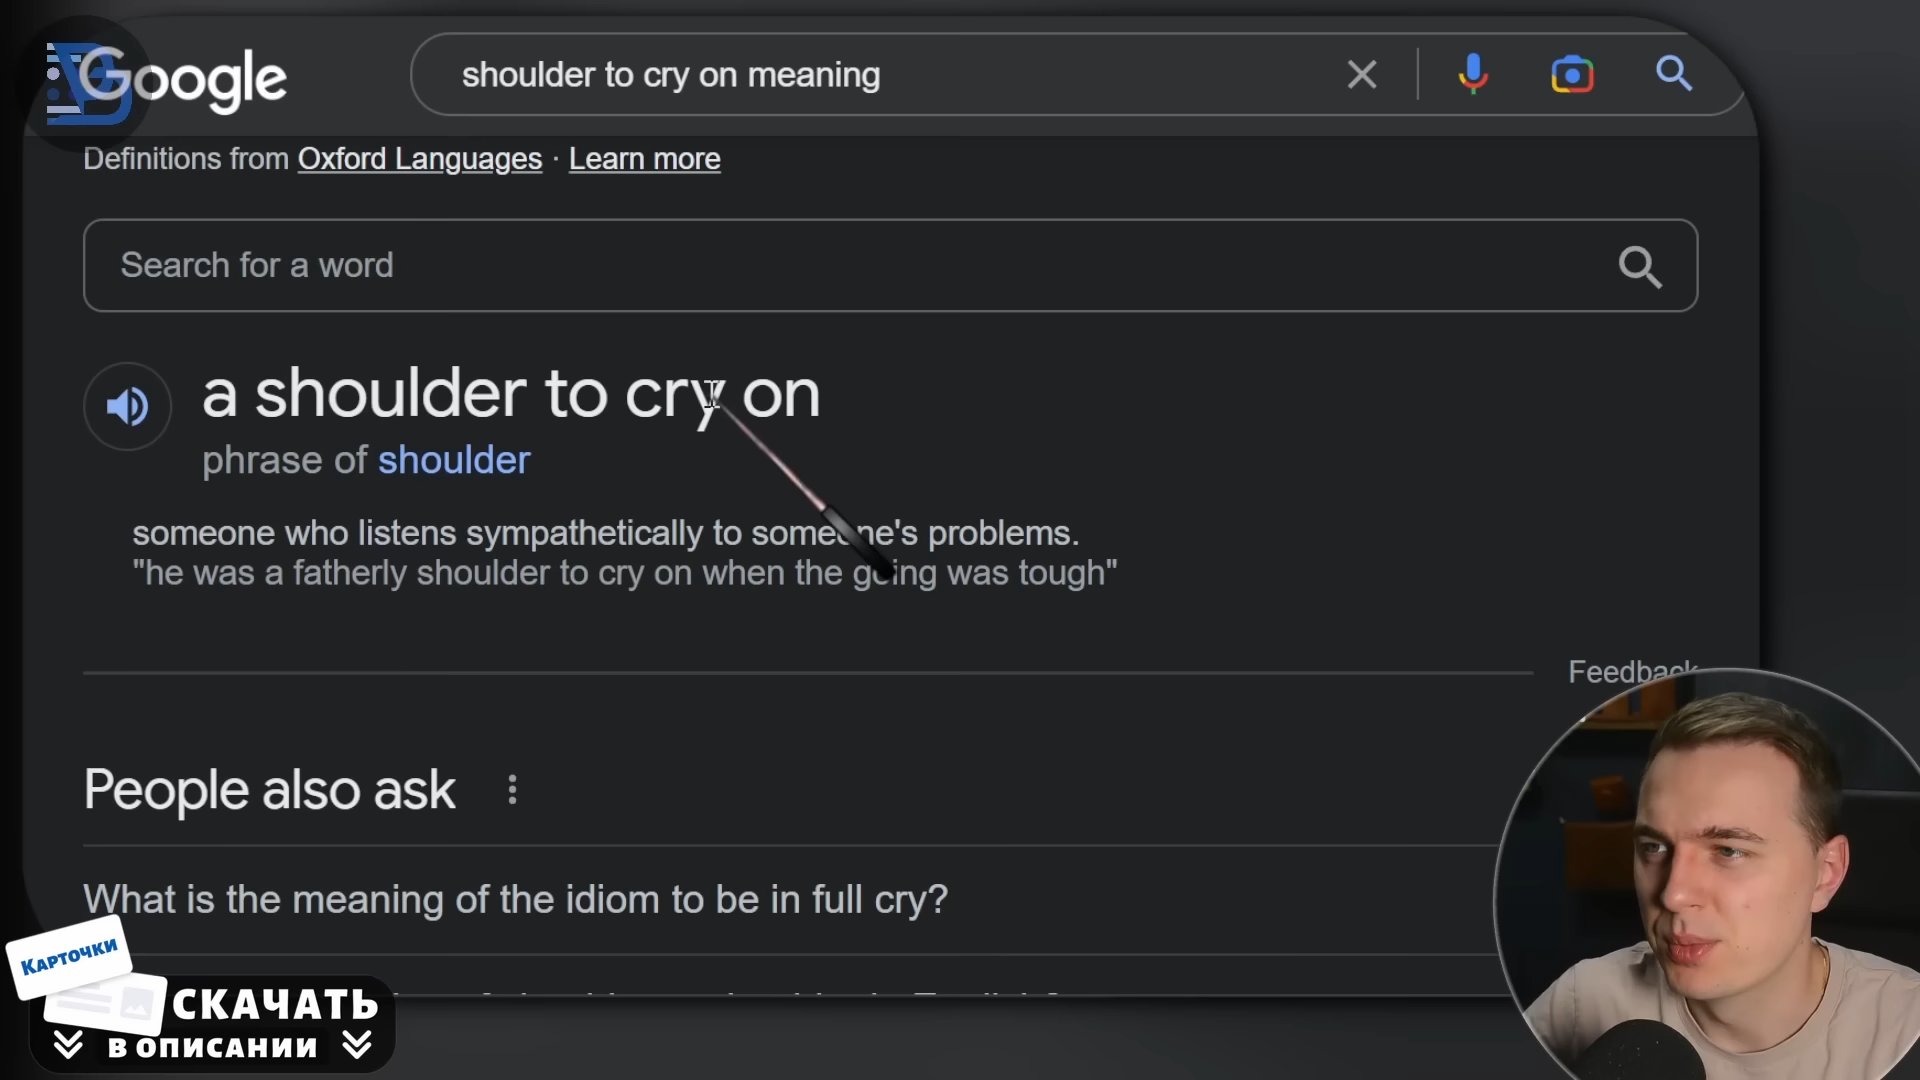 Google
shoulder to cry on meaning
Definitions from Oxford Languages · Learn more
Search for a word
a shoulder to cry on
phrase of shoulder
someone who listens sympathetically to someone's problems.
"he was a fatherly shoulder to cry on when the going was tough"
Feedback
People also ask
What is the meaning of the idiom to be in full cry?
Карточки
СКАЧАТЬ
В ОПИСАНИИ